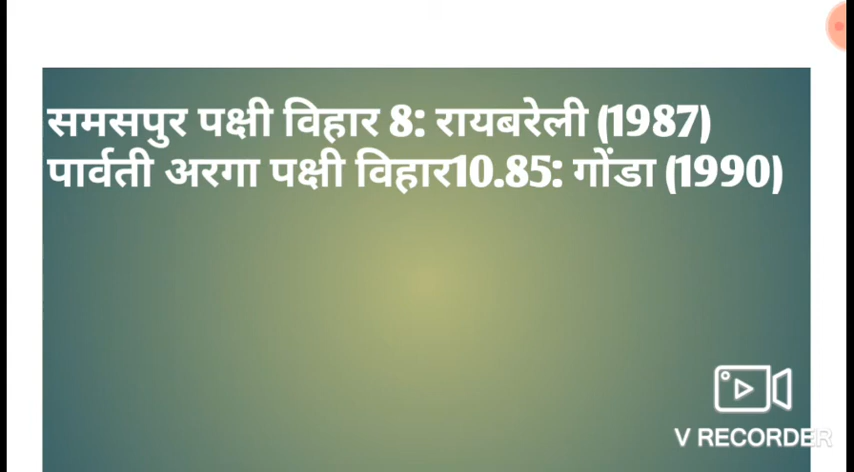 समसपुर पक्षी विहार 8: रायबरेली (1987)
पार्वती अरगा पक्षी विहार10.85: गोंडा (1990)
V RECORDER